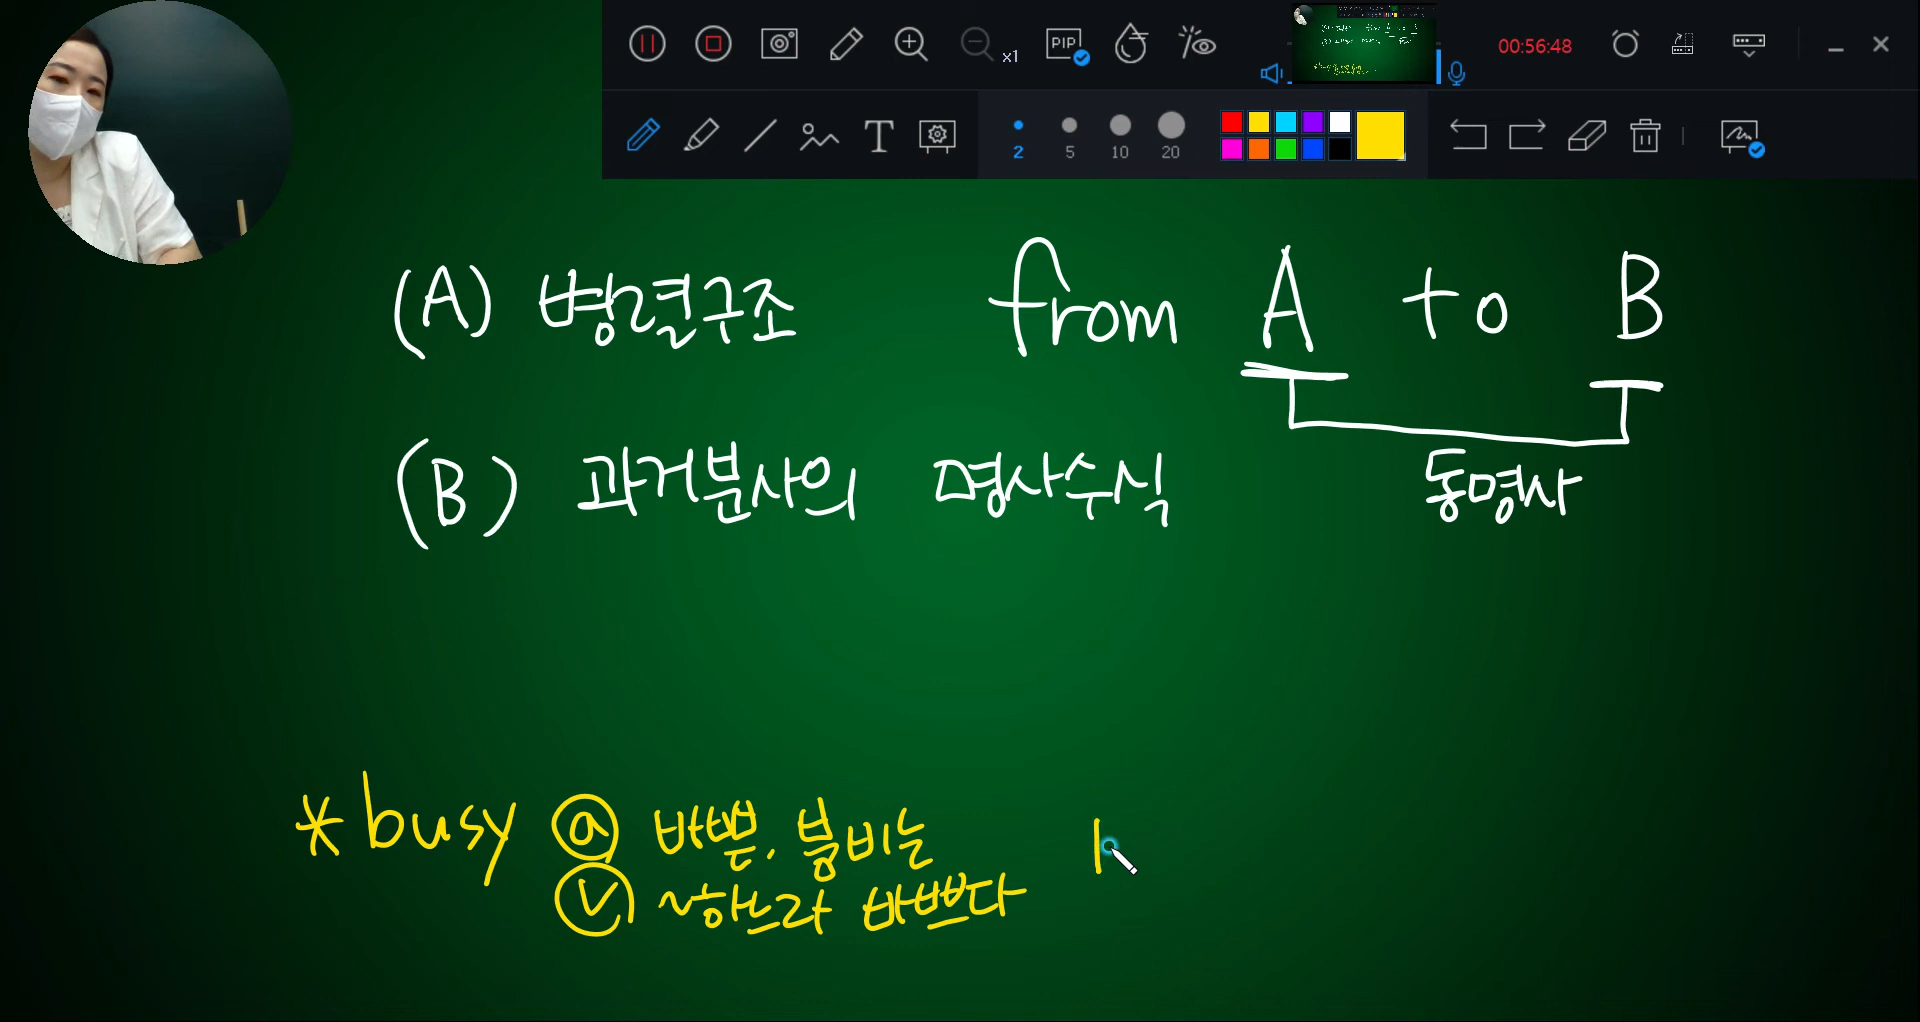 x1
PIP
00:56:48
T
2 5 10 20
(A) 병렬구조 from A to B
(B) 과거분사의 명사수식 동명사
*busy ⓐ 바쁜, 붐비는
ⓥ ~하느라 바쁘다